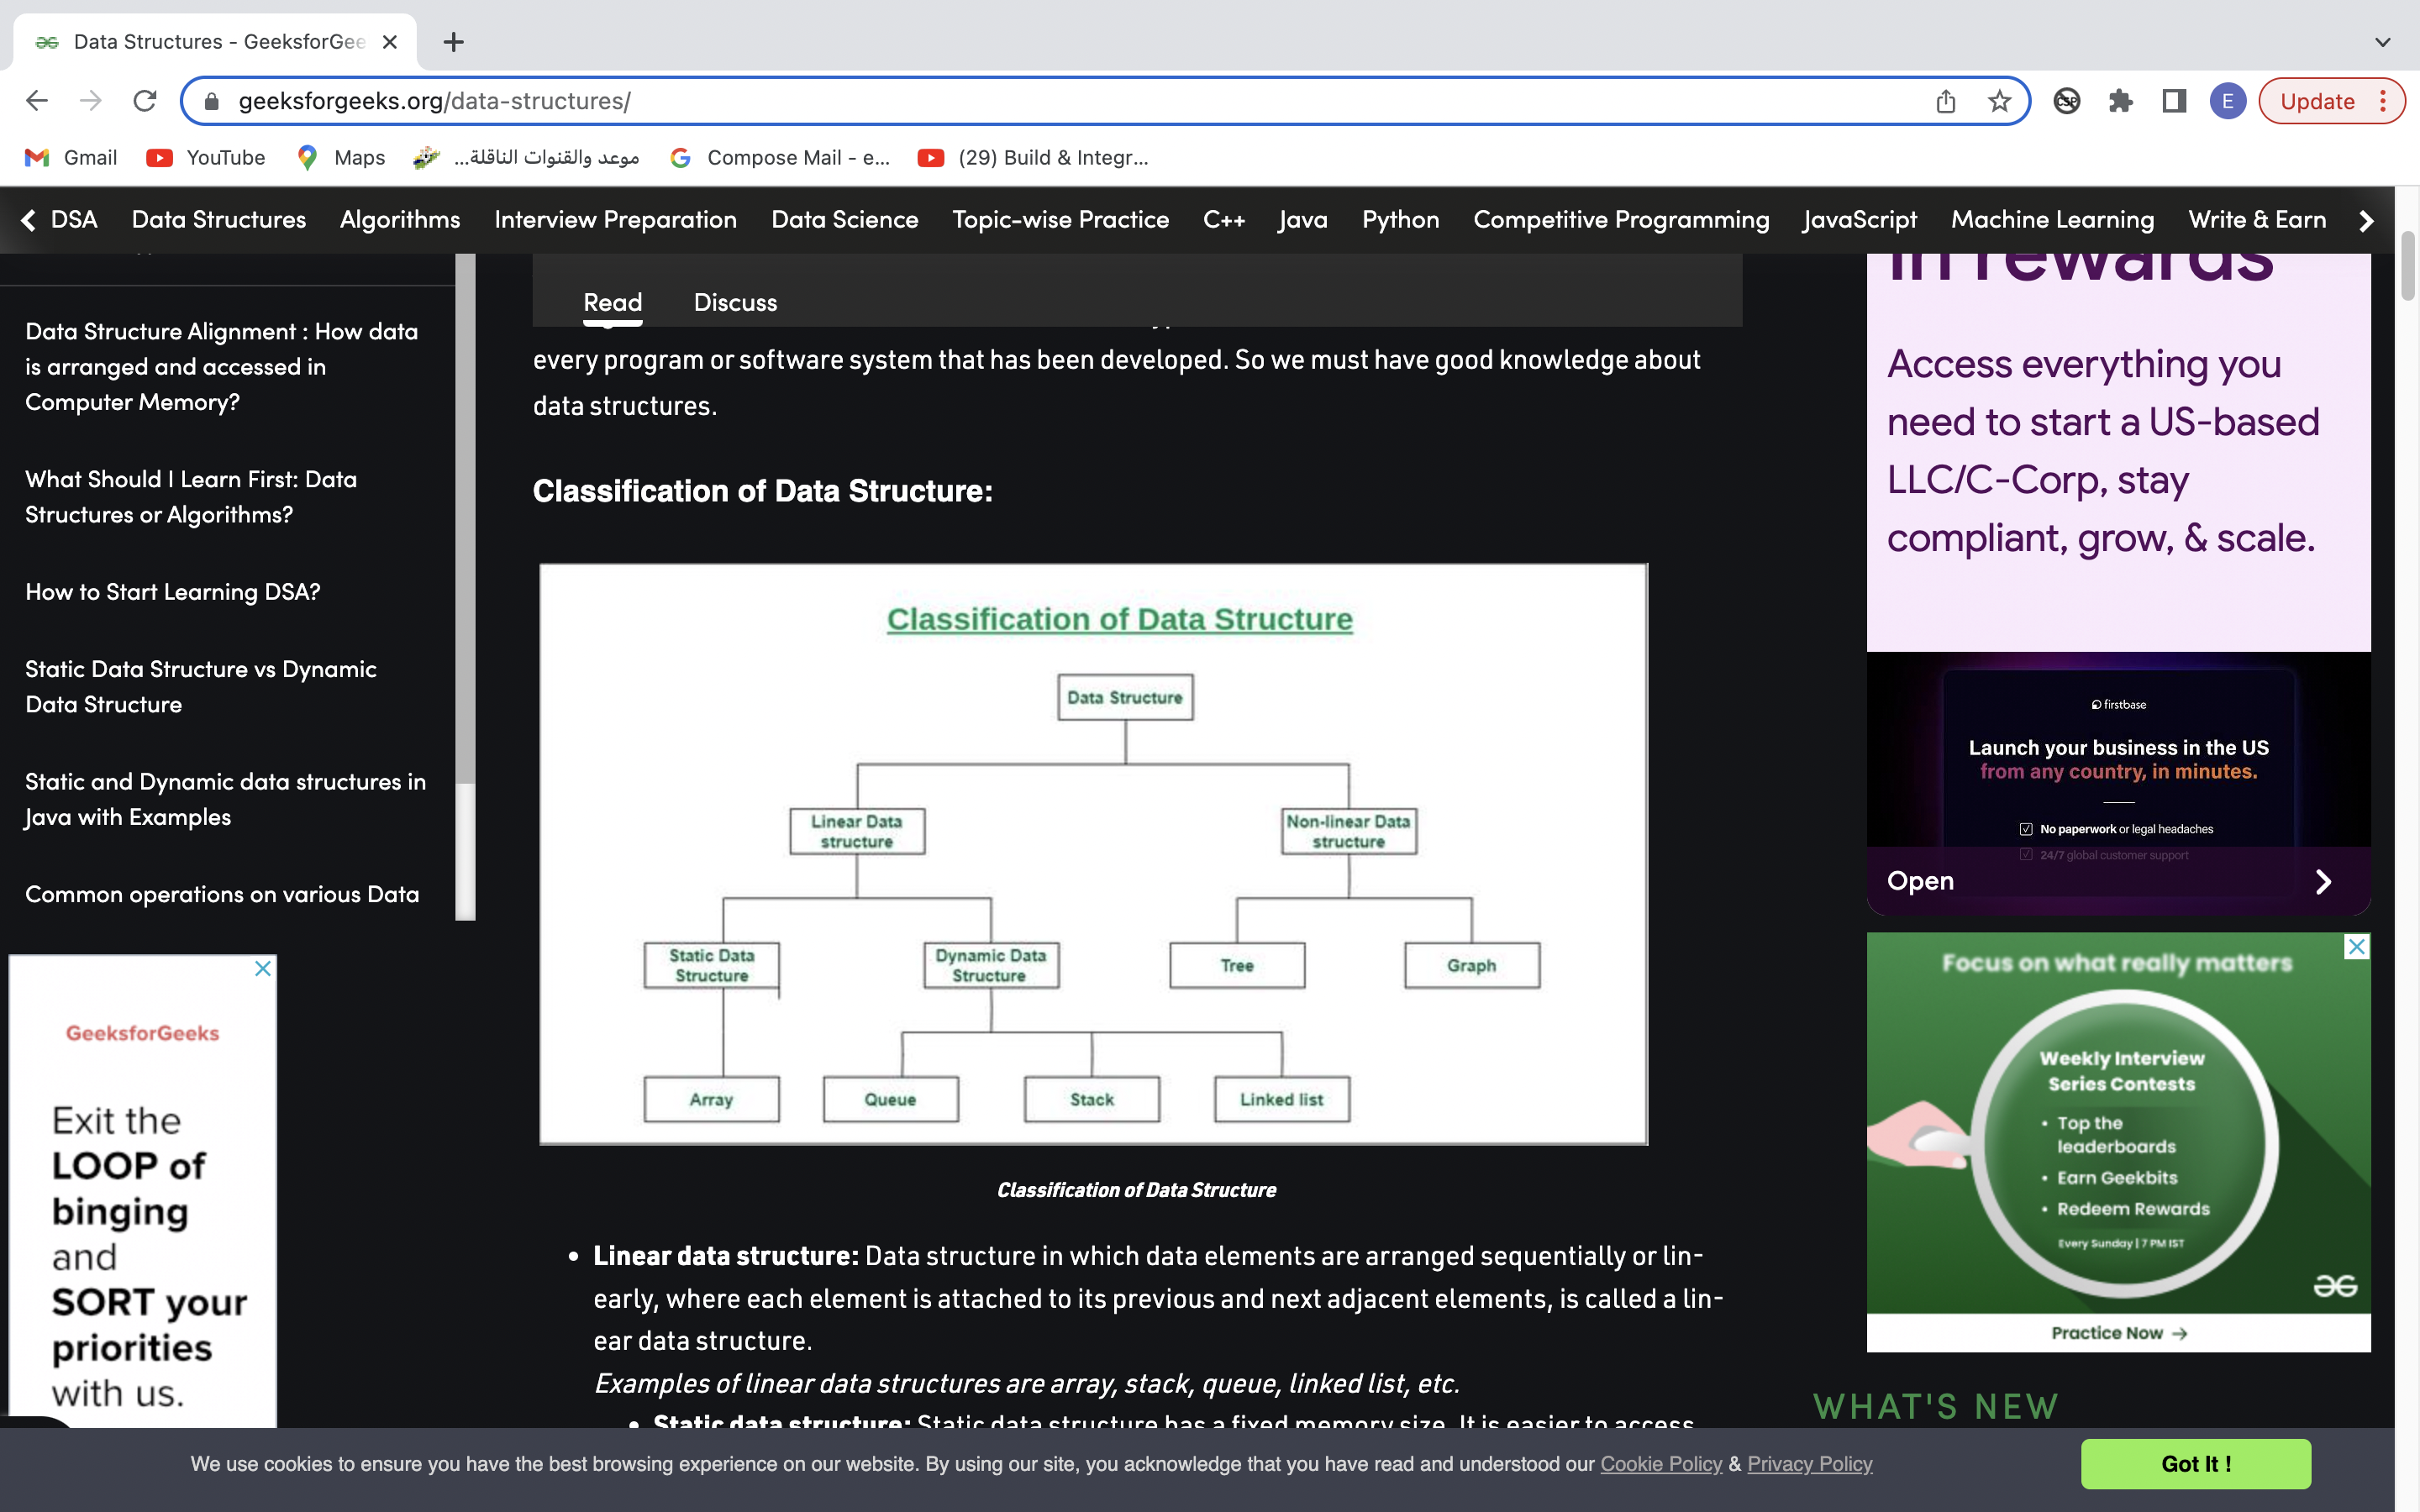 Data Structures - GeeksforGee
geeksforgeeks.org/data-structures/
CSP
E
Update
Gmail
YouTube
Maps
موعد والقنوات الناقلة...
Compose Mail - e...
(29) Build & Integr...
DSA
Data Structures
Algorithms
Interview Preparation
Data Science
Topic-wise Practice
C++
Java
Python
Competitive Programming
JavaScript
Machine Learning
Write & Earn
Data Structure Alignment : How data
is arranged and accessed in
Computer Memory?
What Should I Learn First: Data
Structures or Algorithms?
How to Start Learning DSA?
Static Data Structure vs Dynamic
Data Structure
Static and Dynamic data structures in
Java with Examples
Common operations on various Data
GeeksforGeeks
Exit the
LOOP of
binging
and
SORT your
priorities
with us.
Read
Discuss
every program or software system that has been developed. So we must have good knowledge about
data structures.
Classification of Data Structure:
Classification of Data Structure
Data Structure
Linear Data
structure
Non-linear Data
structure
Static Data
Structure
Dynamic Data
Structure
Tree
Graph
Array
Queue
Stack
Linked list
Classification of Data Structure
• Linear data structure: Data structure in which data elements are arranged sequentially or lin-
early, where each element is attached to its previous and next adjacent elements, is called a lin-
ear data structure.
Examples of linear data structures are array, stack, queue, linked list, etc.
• Static data structure: Static data structure has a fixed memory size. It is easier to access
in rewards
Access everything you
need to start a US-based
LLC/C-Corp, stay
compliant, grow, & scale.
firstbase
Launch your business in the US
from any country, in minutes.
No paperwork or legal headaches
24/7 global customer support
Open
Focus on what really matters
Weekly Interview
Series Contests
• Top the
leaderboards
• Earn Geekbits
• Redeem Rewards
Every Sunday | 7 PM IST
Practice Now →
WHAT'S NEW
We use cookies to ensure you have the best browsing experience on our website. By using our site, you acknowledge that you have read and understood our Cookie Policy & Privacy Policy
Got It !